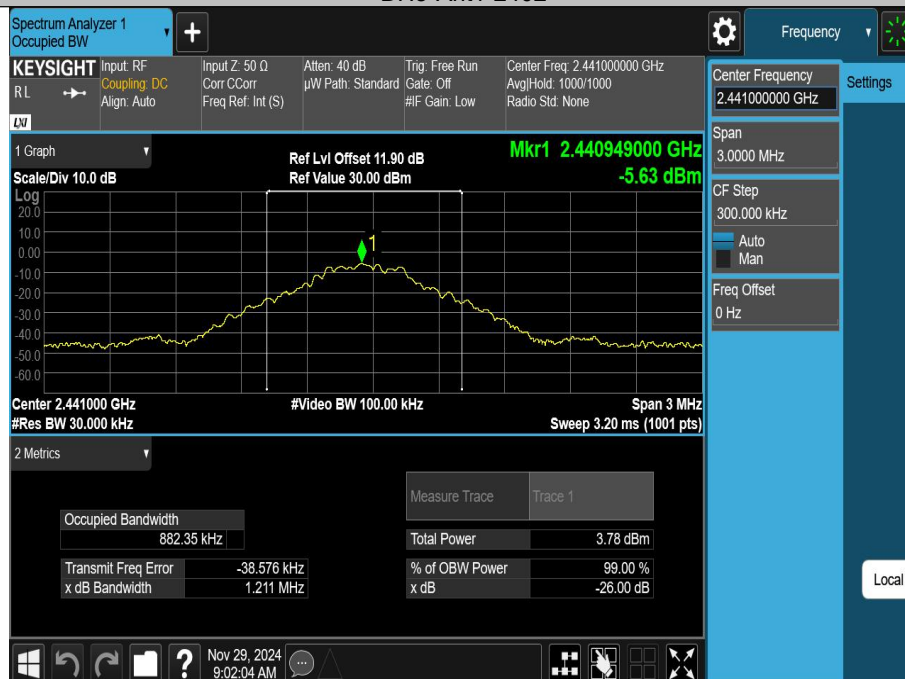 Spectrum Analyzer 1
Occupied BW
Frequency
KEYSIGHT
RL
LXI
Input: RF
Coupling: DC
Align: Auto
Input Z: 50 Ω
Corr CCorr
Freq Ref: Int (S)
Atten: 40 dB
µW Path: Standard
Trig: Free Run
Gate: Off
#IF Gain: Low
Center Freq: 2.441000000 GHz
Avg|Hold: 1000/1000
Radio Std: None
Center Frequency
2.441000000 GHz
Settings
Span
3.0000 MHz
CF Step
300.000 kHz
Auto
Man
Freq Offset
0 Hz
Local
1 Graph
Scale/Div 10.0 dB
Ref Lvl Offset 11.90 dB
Ref Value 30.00 dBm
Mkr1 2.440949000 GHz
-5.63 dBm
Log
20.0
10.0
0.00
-10.0
-20.0
-30.0
-40.0
-50.0
-60.0
1
Center 2.441000 GHz
#Video BW 100.00 kHz
Span 3 MHz
#Res BW 30.000 kHz
Sweep 3.20 ms (1001 pts)
2 Metrics
Measure Trace
Trace 1
Occupied Bandwidth
882.35 kHz
Total Power
3.78 dBm
Transmit Freq Error
-38.576 kHz
% of OBW Power
99.00 %
x dB Bandwidth
1.211 MHz
x dB
-26.00 dB
?
Nov 29, 2024
9:02:04 AM